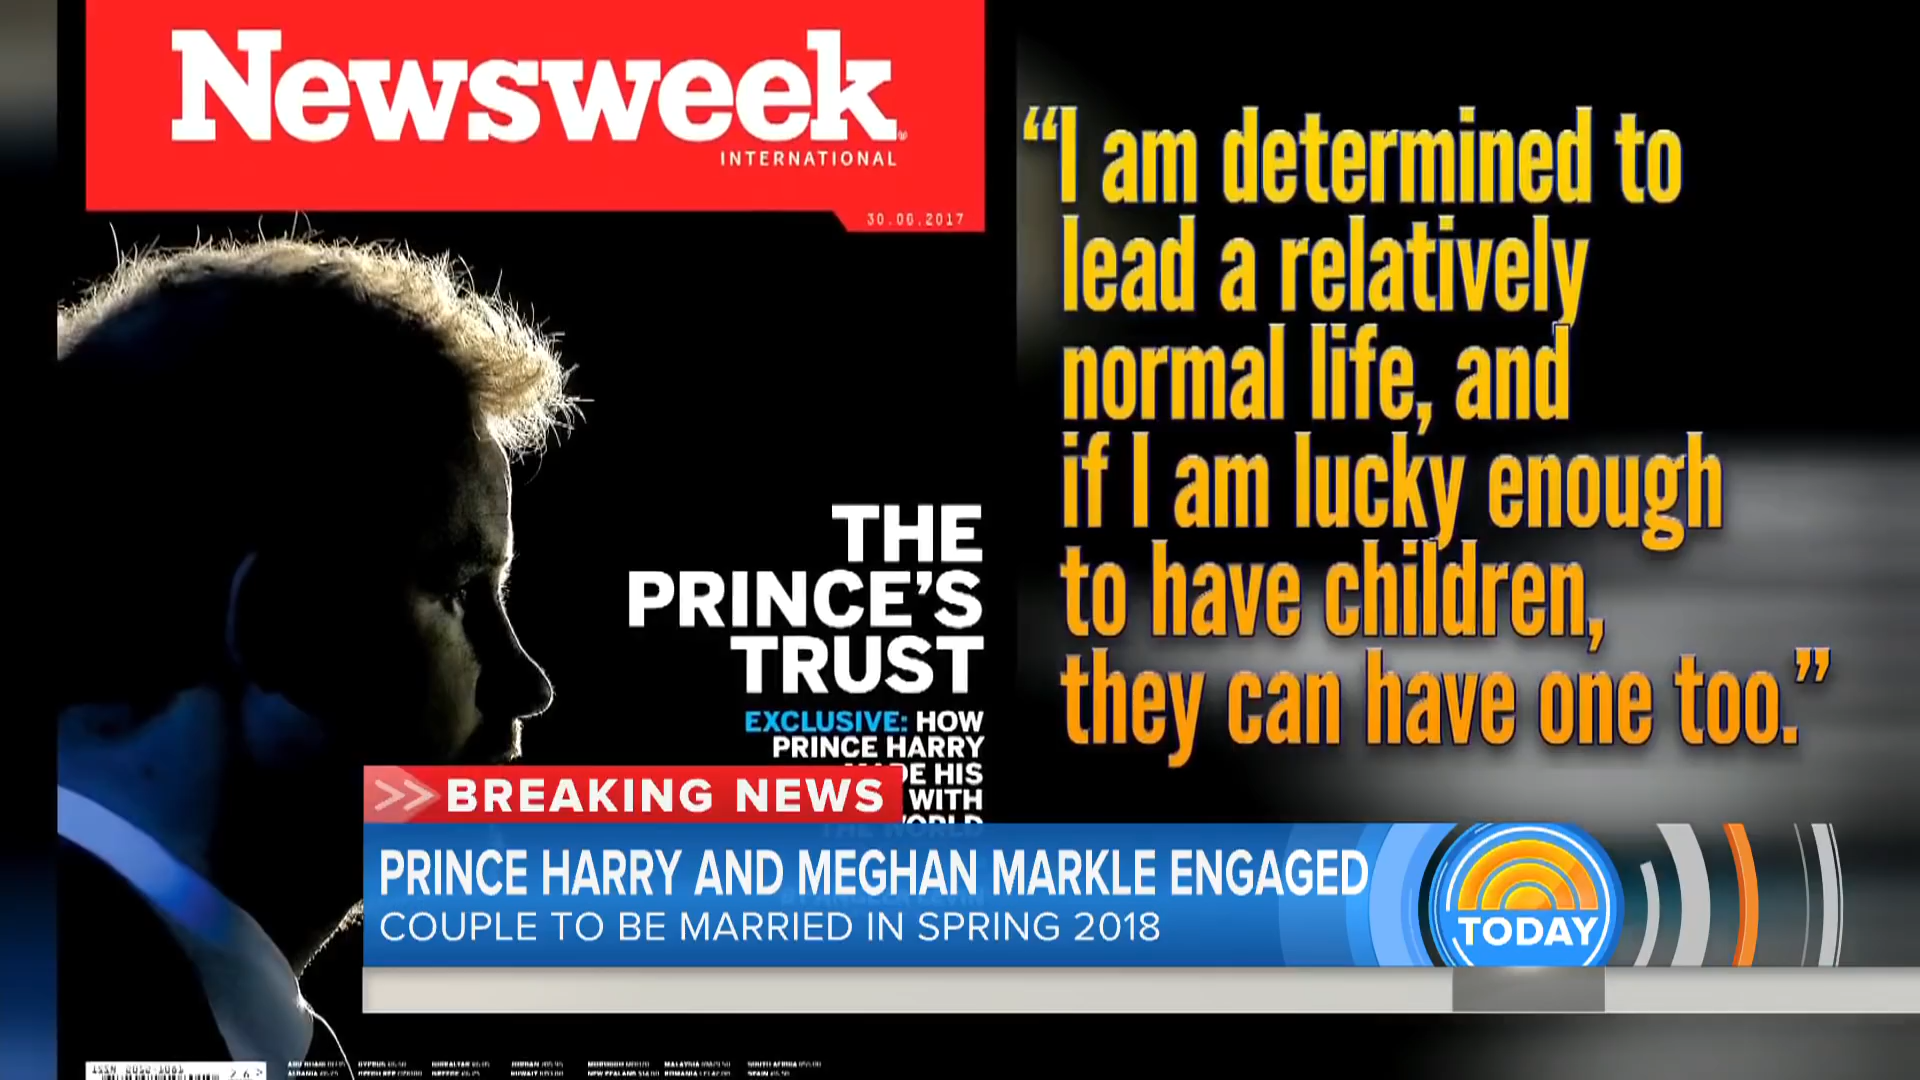 Newsweek
INTERNATIONAL
30.06.2017
THE
PRINCE'S
TRUST
EXCLUSIVE: HOW
PRINCE HARRY
HIS
WITH
“I am determined to
lead a relatively
normal life, and
if I am lucky enough
to have children,
they can have one too.”
BREAKING NEWS
PRINCE HARRY AND MEGHAN MARKLE ENGAGED
COUPLE TO BE MARRIED IN SPRING 2018
TODAY